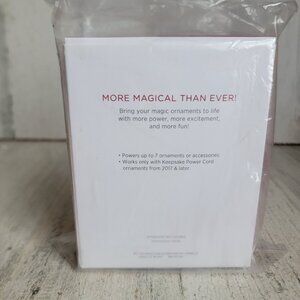 MORE MAGICAL THAN EVER!
Bring your magic ornaments to life
with more power, more excitement,
and more fun!
• Powers up to 7 ornaments or accessories.
• Works only with Keepsake Power Cord
ornaments from 2017 & later.